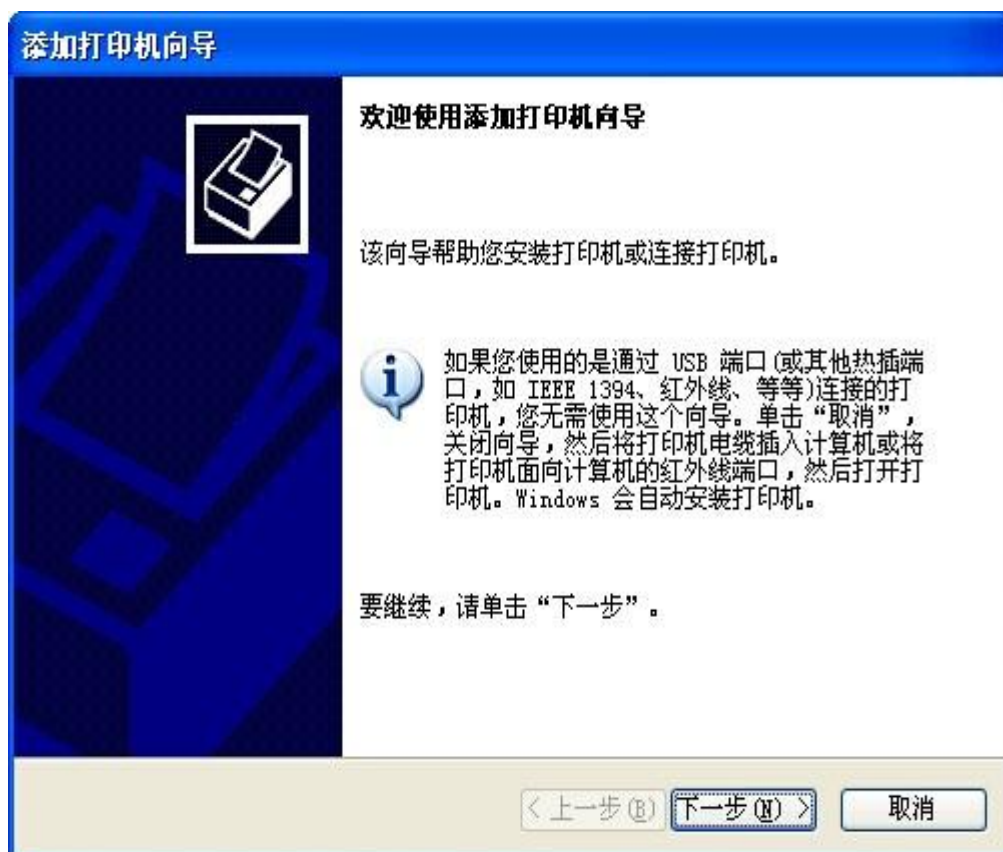 添加打印机向导
欢迎使用添加打印机向导
该向导帮助您安装打印机或连接打印机。
如果您使用的是通过 USB 端口(或其他热插端
口，如 IEEE 1394、红外线、等等)连接的打
印机，您无需使用这个向导。单击“取消”，
关闭向导，然后将打印机电缆插入计算机或将
打印机面向计算机的红外线端口，然后打开打
印机。Windows 会自动安装打印机。
要继续，请单击“下一步”。
< 上一步(B) 下一步(N) > 取消